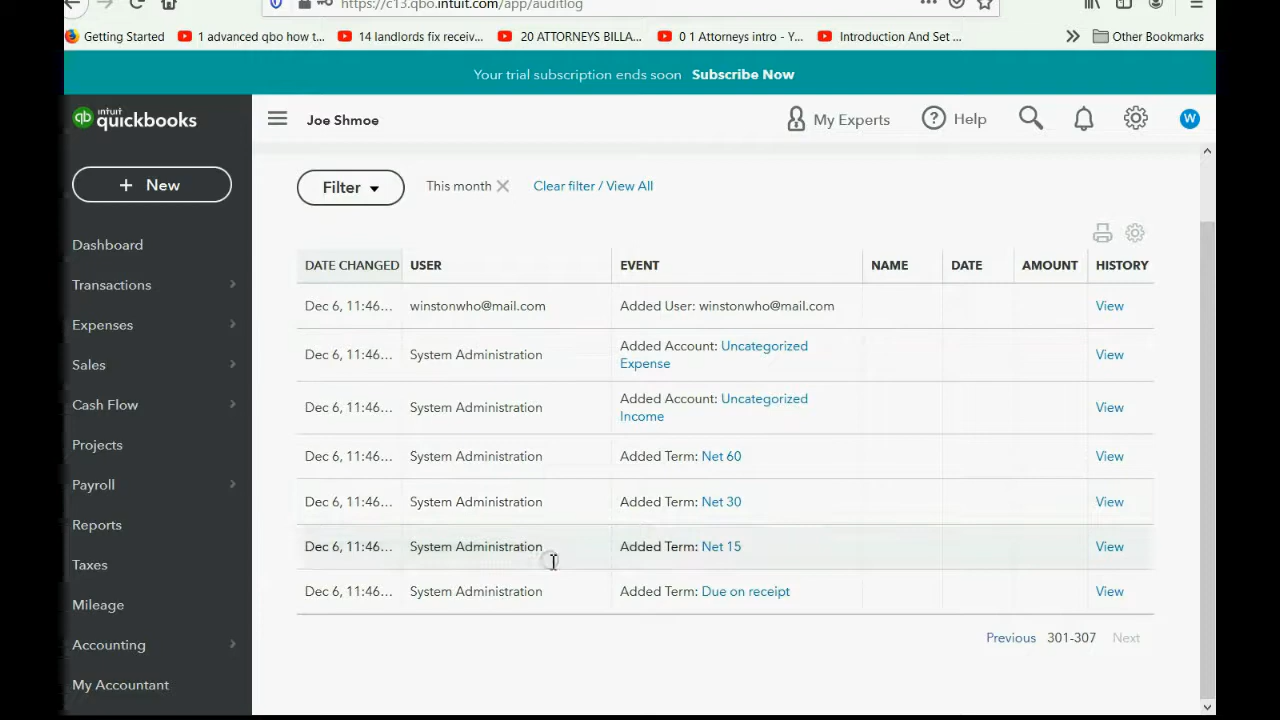 https://c13.qbo.intuit.com/app/auditlog
Getting Started 1 advanced qbo how t... 14 landlords fix receiv... 20 ATTORNEYS BILLA... 0 1 Attorneys intro - Y... Introduction And Set ... Other Bookmarks
Your trial subscription ends soon Subscribe Now
qb intuit quickbooks
Joe Shmoe My Experts Help W
+ New
Filter This month Clear filter / View All
Dashboard
Transactions
Expenses
Sales
Cash Flow
Projects
Payroll
Reports
Taxes
Mileage
Accounting
My Accountant
DATE CHANGED USER EVENT NAME DATE AMOUNT HISTORY
Dec 6, 11:46... winstonwho@mail.com Added User: winstonwho@mail.com View
Dec 6, 11:46... System Administration Added Account: Uncategorized View
Expense
Dec 6, 11:46... System Administration Added Account: Uncategorized View
Income
Dec 6, 11:46... System Administration Added Term: Net 60 View
Dec 6, 11:46... System Administration Added Term: Net 30 View
Dec 6, 11:46... System Administration Added Term: Net 15 View
Dec 6, 11:46... System Administration Added Term: Due on receipt View
Previous 301-307 Next